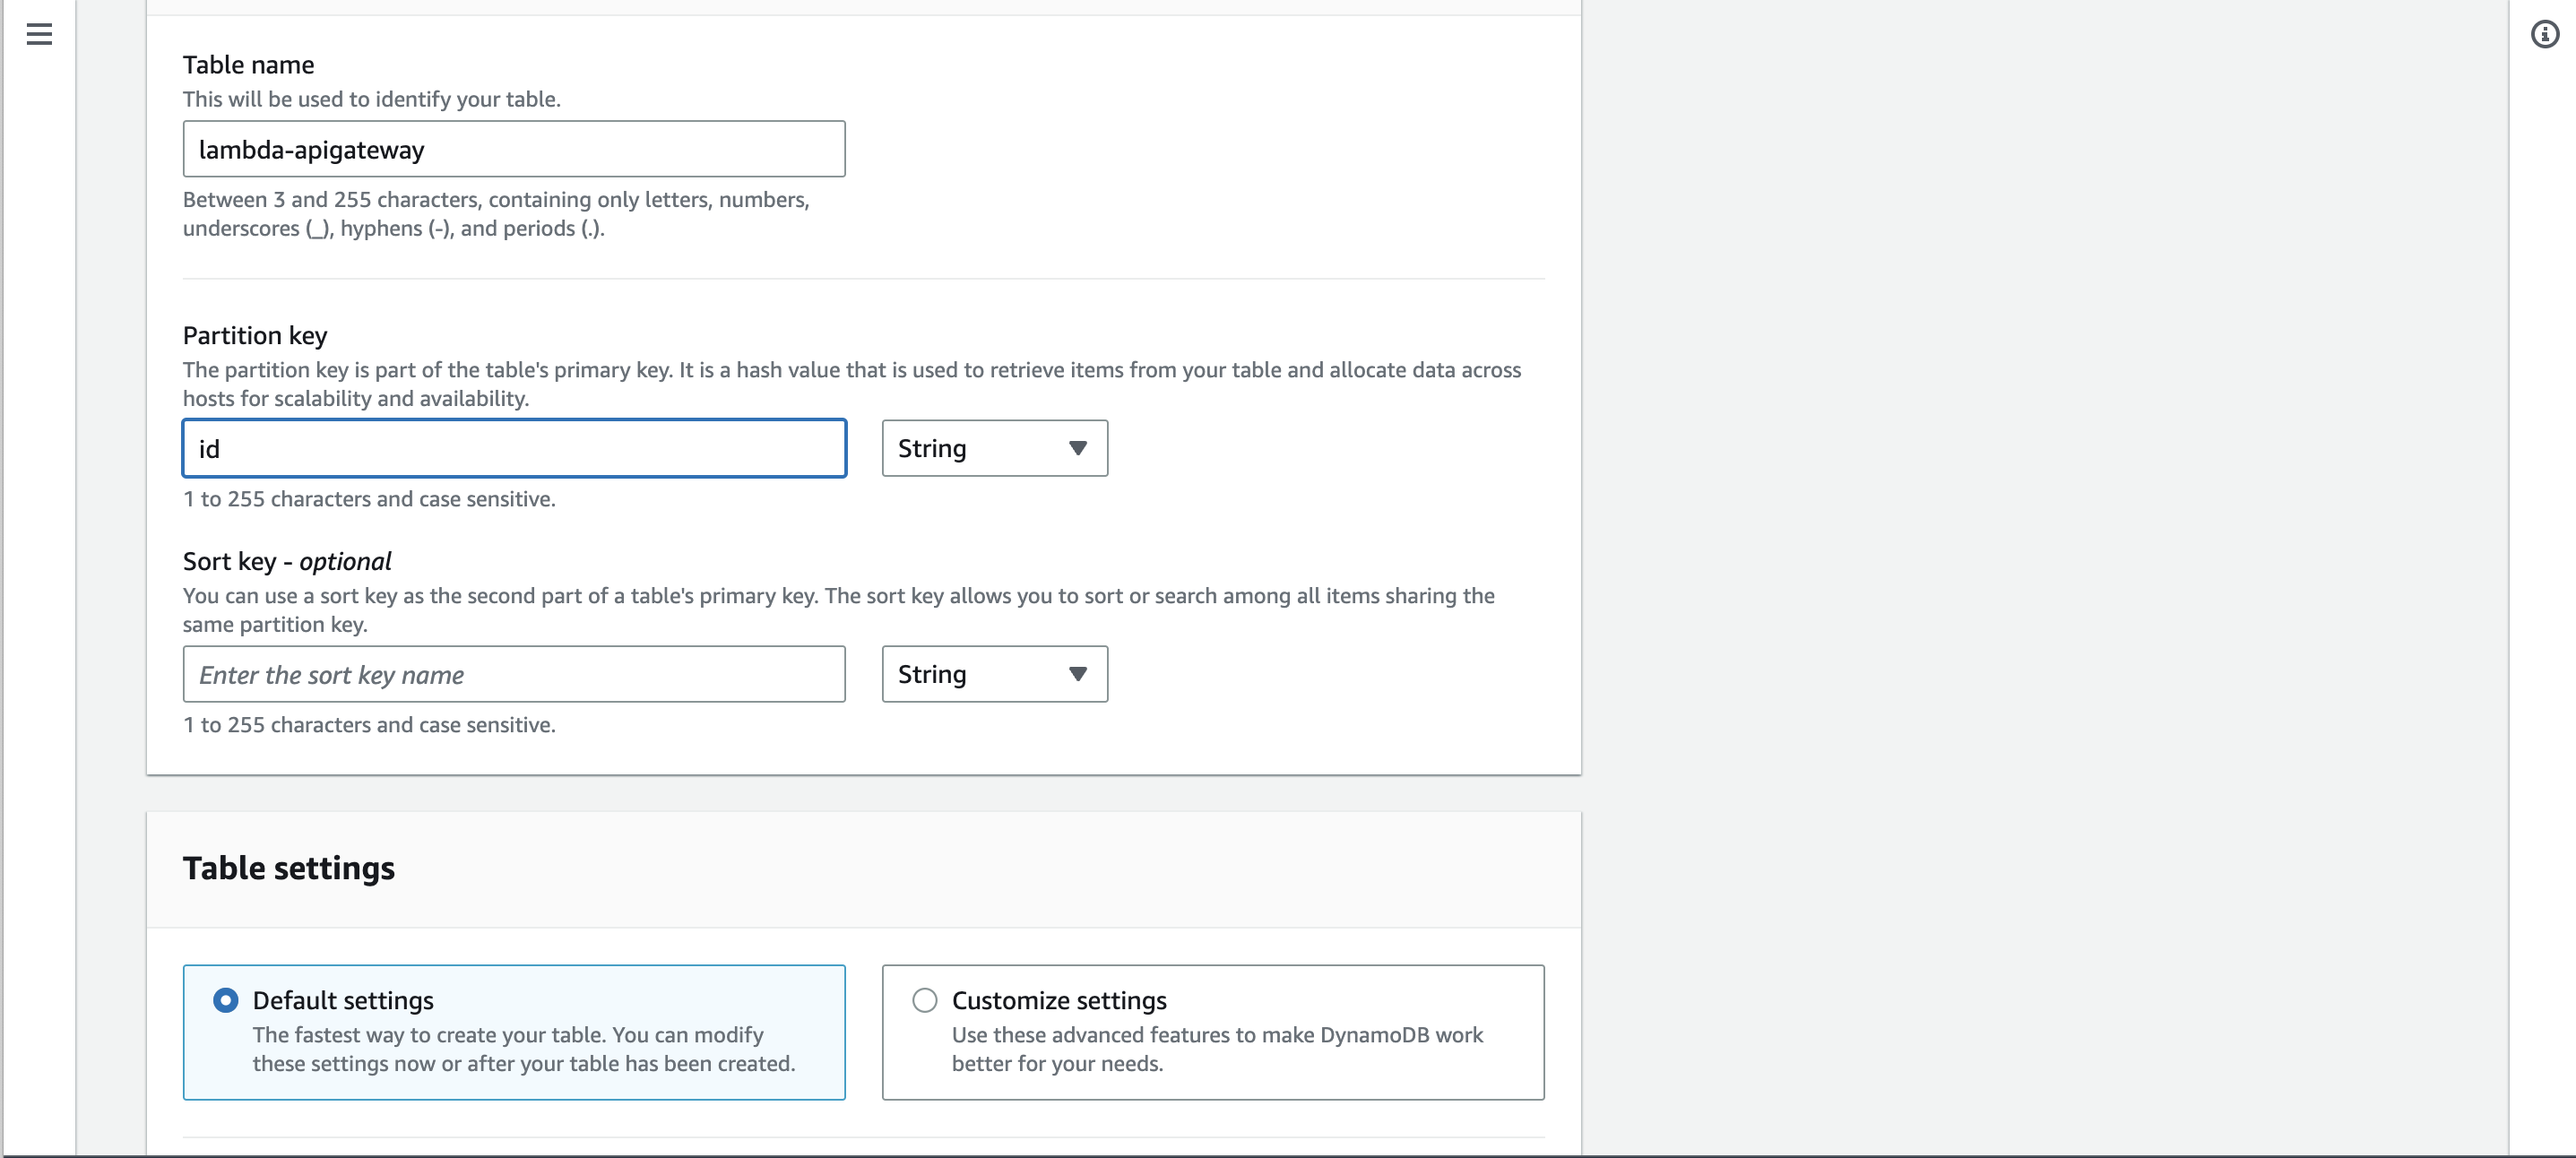 Table name
This will be used to identify your table.
lambda-apigateway
Between 3 and 255 characters, containing only letters, numbers,
underscores (_), hyphens (-), and periods (.).
Partition key
The partition key is part of the table's primary key. It is a hash value that is used to retrieve items from your table and allocate data across
hosts for scalability and availability.
id
String
1 to 255 characters and case sensitive.
Sort key - optional
You can use a sort key as the second part of a table's primary key. The sort key allows you to sort or search among all items sharing the
same partition key.
Enter the sort key name
String
1 to 255 characters and case sensitive.
Table settings
Default settings
The fastest way to create your table. You can modify
these settings now or after your table has been created.
Customize settings
Use these advanced features to make DynamoDB work
better for your needs.